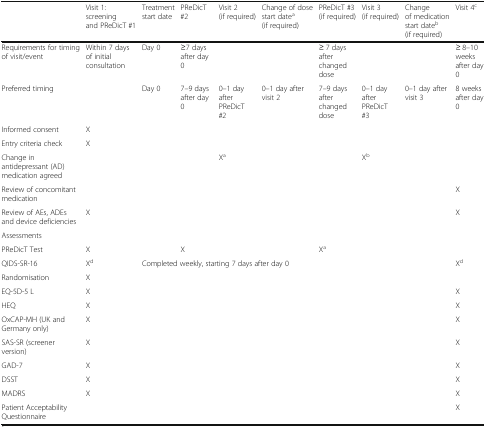 Visit 1: screening and PReDicT #1 | Treatment start date | PReDicT #2 | Visit 2 (if required) | Change of dose start dateᵃ (if required) | PReDicT #3 (if required) | Visit 3 (if required) | Change of medication start dateᵇ (if required) | Visit 4ᶜ
Requirements for timing of visit/event | Within 7 days of initial consultation | Day 0 | ≥7 days after day 0 | ≥ 7 days after changed dose | ≥ 8–10 weeks after day 0
Preferred timing | Day 0 | 7–9 days after day 0 | 0–1 day after PReDicT #2 | 0–1 day after visit 2 | 7–9 days after changed dose | 0–1 day after PReDicT #3 | 0–1 day after visit 3 | 8 weeks after day 0
Informed consent X
Entry criteria check X
Change in antidepressant (AD) medication agreed Xᵃ Xᵇ
Review of concomitant medication X
Review of AEs, ADEs and device deficiencies X X
Assessments
PReDicT Test X X Xᵃ
QIDS-SR-16 Xᵈ Completed weekly, starting 7 days after day 0 Xᵈ
Randomisation X
EQ-5D-5 L X X
HEQ X X
OxCAP-MH (UK and Germany only) X X
SAS-SR (screener version) X X
GAD-7 X X
DSST X X
MADRS X X
Patient Acceptability Questionnaire X